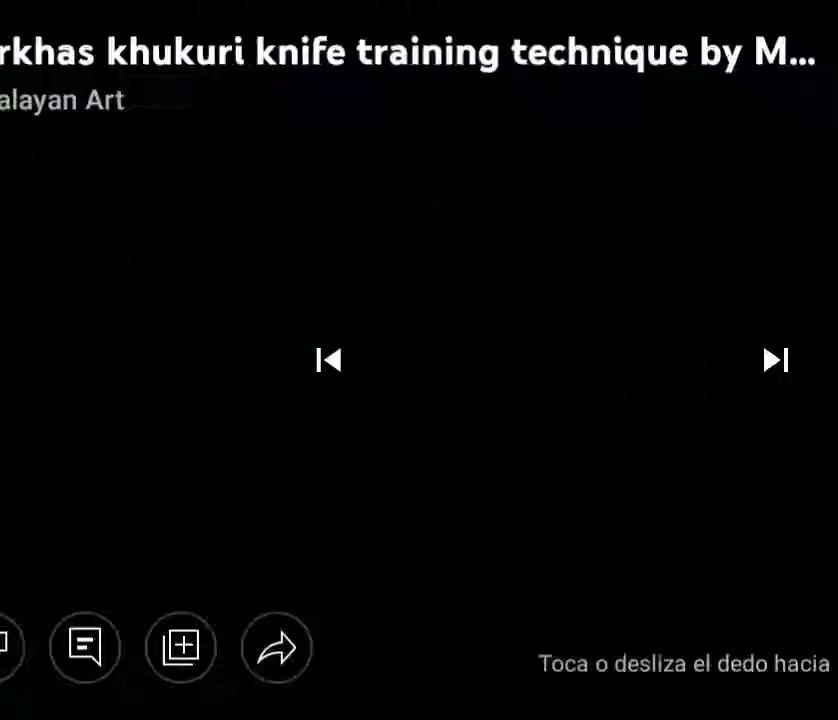 rkhas khukuri knife training technique by M...
alayan Art
Toca o desliza el dedo hacia